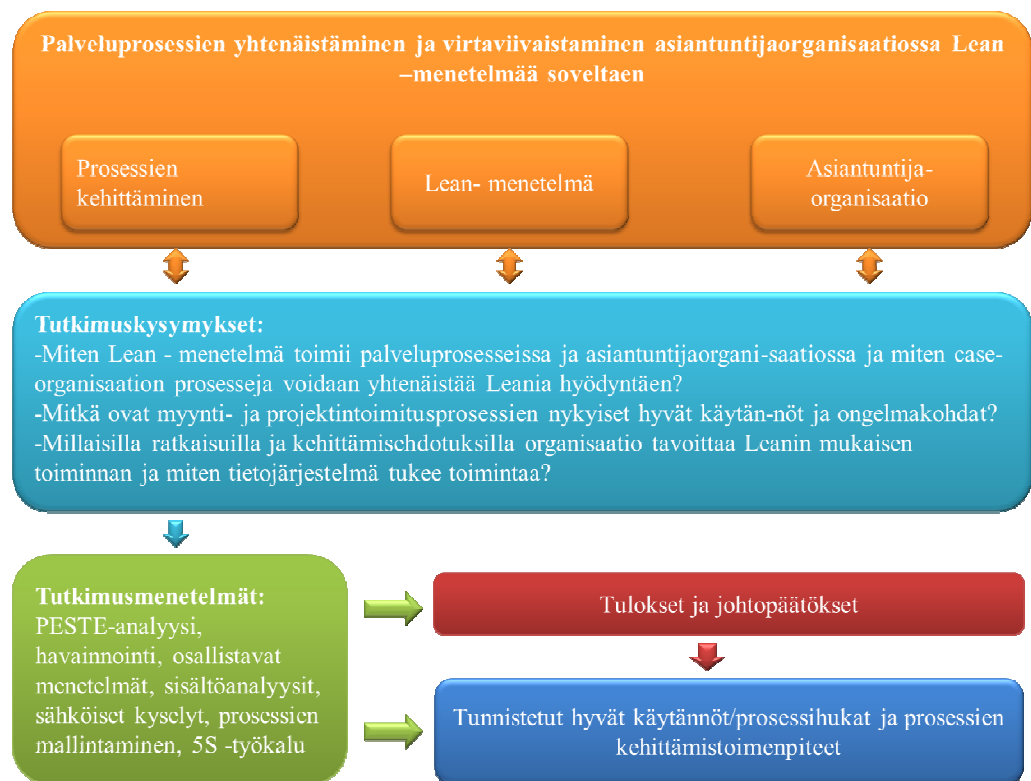 Palveluprosessien yhtenäistäminen ja virtaviivaistaminen asiantuntijaorganisaatiossa Lean
–menetelmää soveltaen
Prosessien
kehittäminen
Lean- menetelmä
Asiantuntija-
organisaatio
Tutkimuskysymykset:
-Miten Lean - menetelmä toimii palveluprosesseissa ja asiantuntijaorgani-saatiossa ja miten case-
organisaation prosesseja voidaan yhtenäistää Leania hyödyntäen?
-Mitkä ovat myynti- ja projektintoimitusprosessien nykyiset hyvät käytän-nöt ja ongelmakohdat?
-Millaisilla ratkaisuilla ja kehittämisehdotuksilla organisaatio tavoittaa Leanin mukaisen
toiminnan ja miten tietojärjestelmä tukee toimintaa?
Tutkimusmenetelmät:
PESTE-analyysi,
havainnointi, osallistavat
menetelmät, sisältöanalyysit,
sähköiset kyselyt, prosessien
mallintaminen, 5S -työkalu
Tulokset ja johtopäätökset
Tunnistetut hyvät käytännöt/prosessihukat ja prosessien
kehittämistoimenpiteet